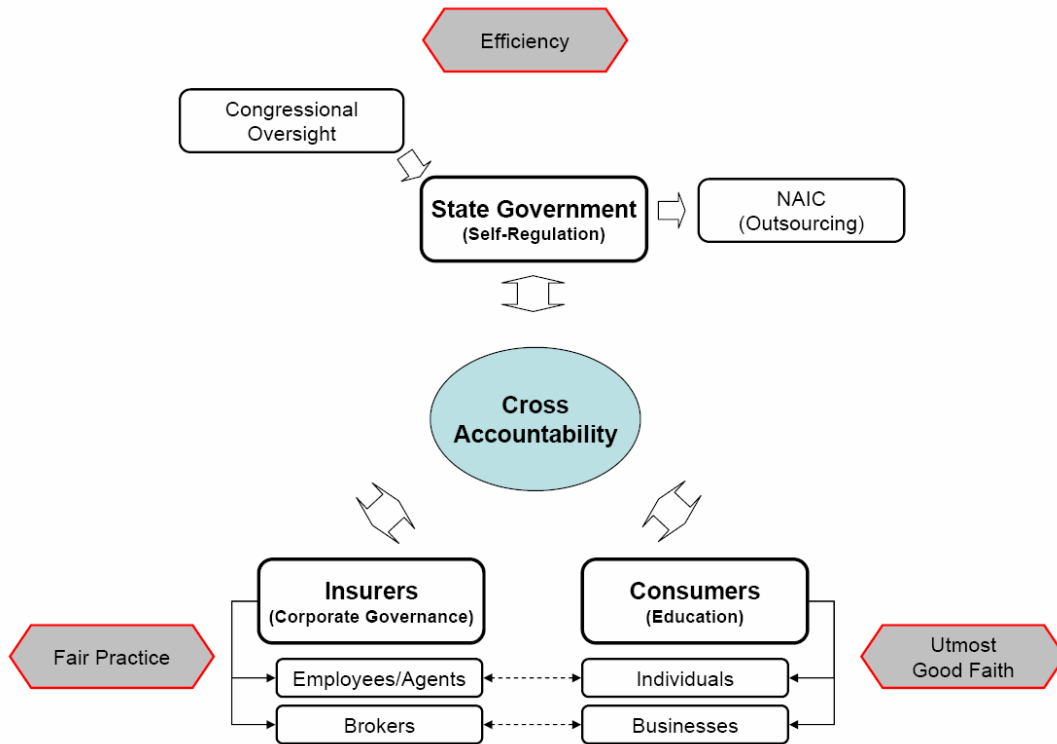 Efficiency
Congressional
Oversight
State Government
(Self-Regulation)
NAIC
(Outsourcing)
Cross
Accountability
Insurers
(Corporate Governance)
Consumers
(Education)
Fair Practice
Utmost
Good Faith
Employees/Agents
Individuals
Brokers
Businesses